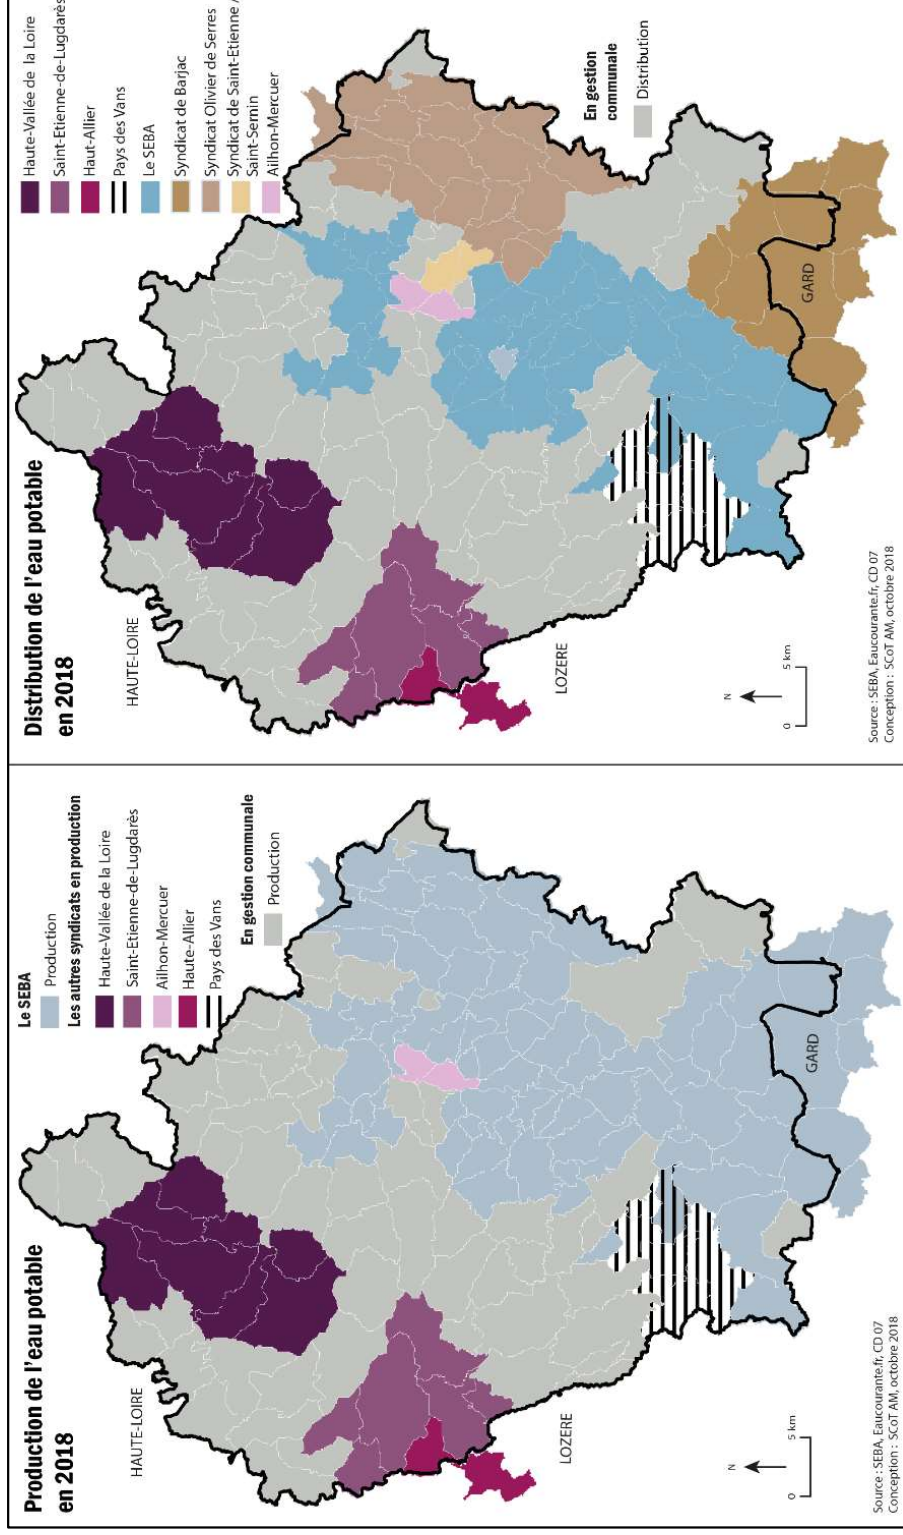 Production de l'eau potable
en 2018
HAUTE-LOIRE
Le SEBA
Production
Les autres syndicats en production
Haute-Vallée de la Loire
Saint-Etienne-de-Lugdarès
Ailhon-Mercuer
Haute-Allier
Pays des Vans
En gestion communale
Production
LOZERE
GARD
N
0
5 km
Source : SEBA, Eaucourante.fr, CD 07
Conception : SCoT AM, octobre 2018
Distribution de l'eau potable
en 2018
HAUTE-LOIRE
Haute-Vallée de la Loire
Saint-Etienne-de-Lugdarès
Haut-Allier
Pays des Vans
Le SEBA
Syndicat de Barjac
Syndicat Olivier de Serres
Syndicat de Saint-Etienne /
Saint-Sernin
Ailhon-Mercuer
En gestion
communale
Distribution
LOZERE
GARD
N
0
5 km
Source : SEBA, Eaucourante.fr, CD 07
Conception : SCoT AM, octobre 2018